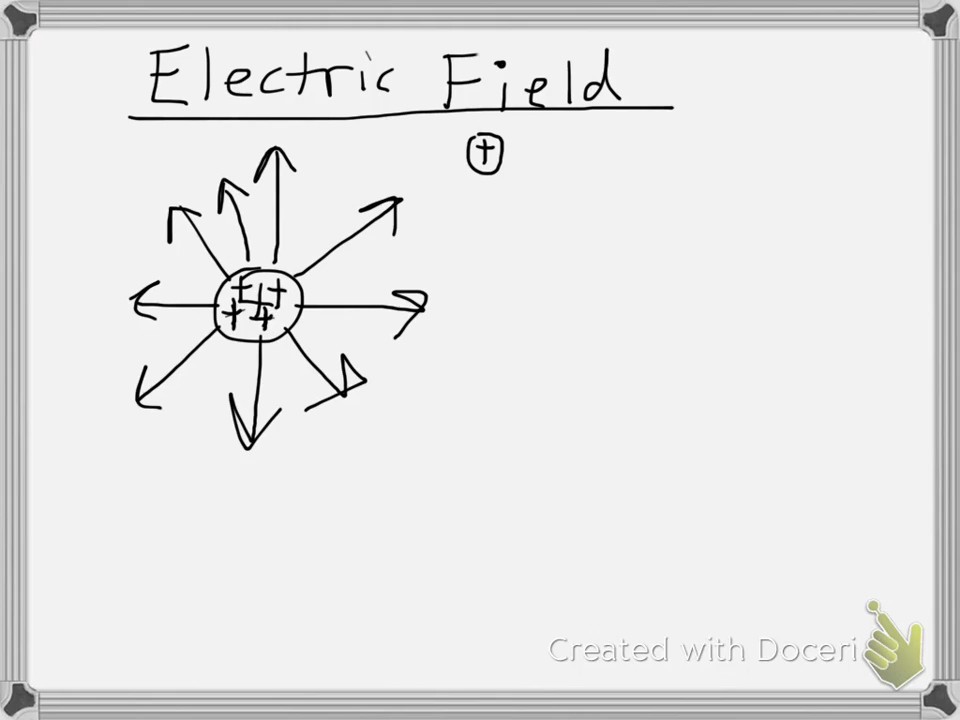 Electric Field
+
+ + +
+ +
Created with Doceri